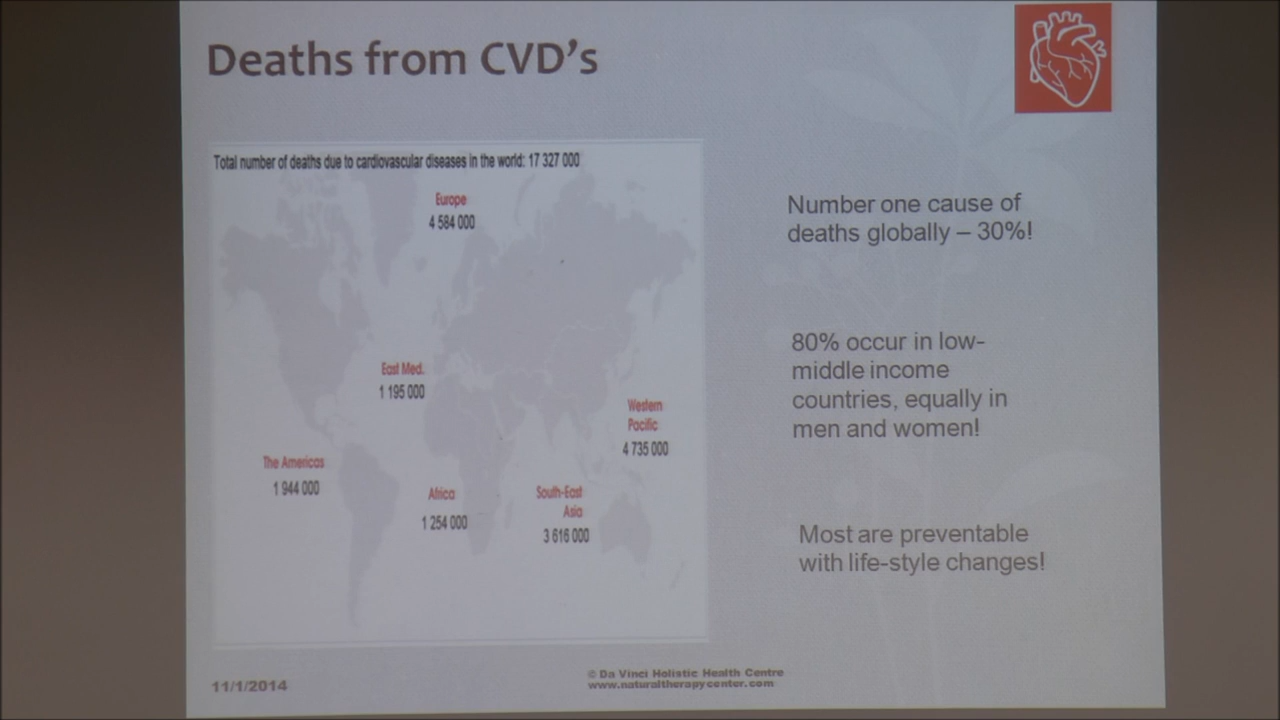 Deaths from CVD's
Total number of deaths due to cardiovascular diseases in the world: 17 327 000
Europe
4 584 000
East Med.
1 195 000
Western
Pacific
4 735 000
The Americas
1 944 000
Africa
1 254 000
South-East
Asia
3 616 000
Number one cause of
deaths globally – 30%!
80% occur in low-
middle income
countries, equally in
men and women!
Most are preventable
with life-style changes!
11/1/2014
© Da Vinci Holistic Health Centre
www.naturaltherapycenter.com